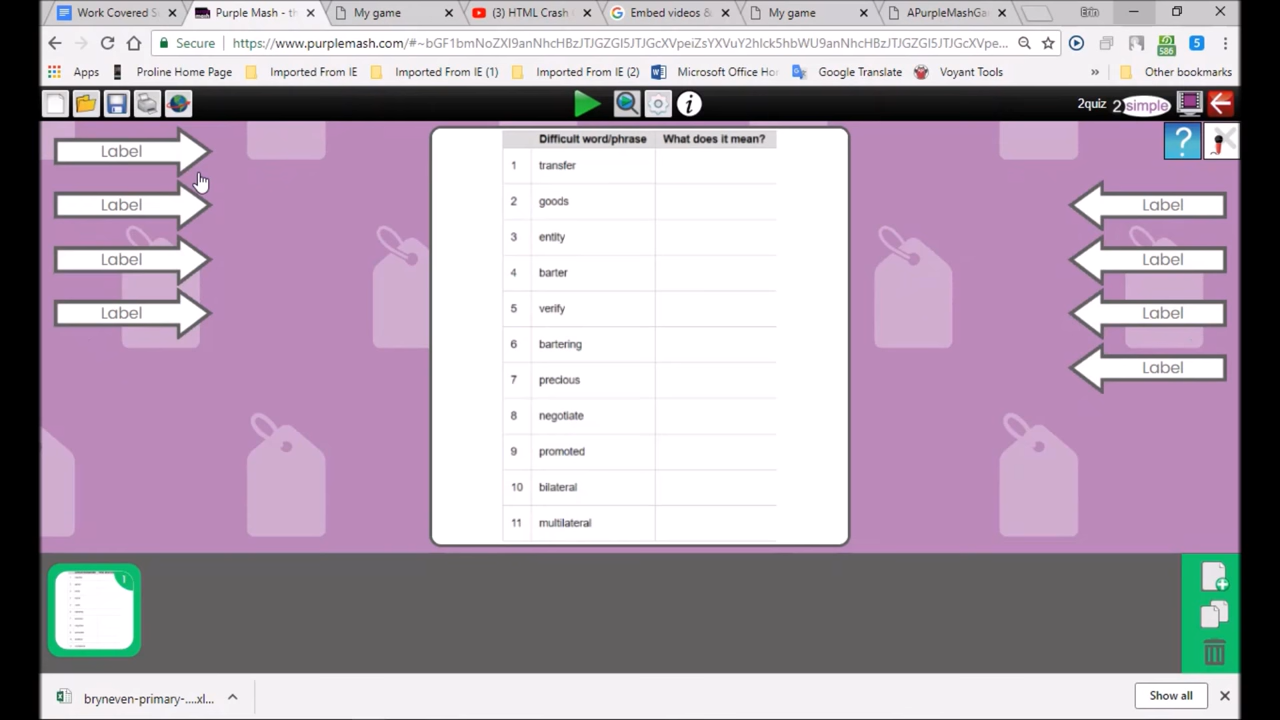 Work Covered S
Purple Mash - th
My game
(3) HTML Crash
Embed videos &
My game
APurpleMashGa
Erin
Secure
https://www.purplemash.com/
586
5
Apps
Proline Home Page
Imported From IE
Imported From IE (1)
Imported From IE (2)
Microsoft Office Ho
Google Translate
Voyant Tools
»
Other bookmarks
2quiz
2simple
Label
Label
Label
Label
Difficult word/phrase What does it mean?
1 transfer
2 goods
3 entity
4 barter
5 verify
6 bartering
7 precious
8 negotiate
9 promoted
10 bilateral
11 multilateral
?
Label
Label
Label
Label
1
bryneven-primary-....xl...
Show all